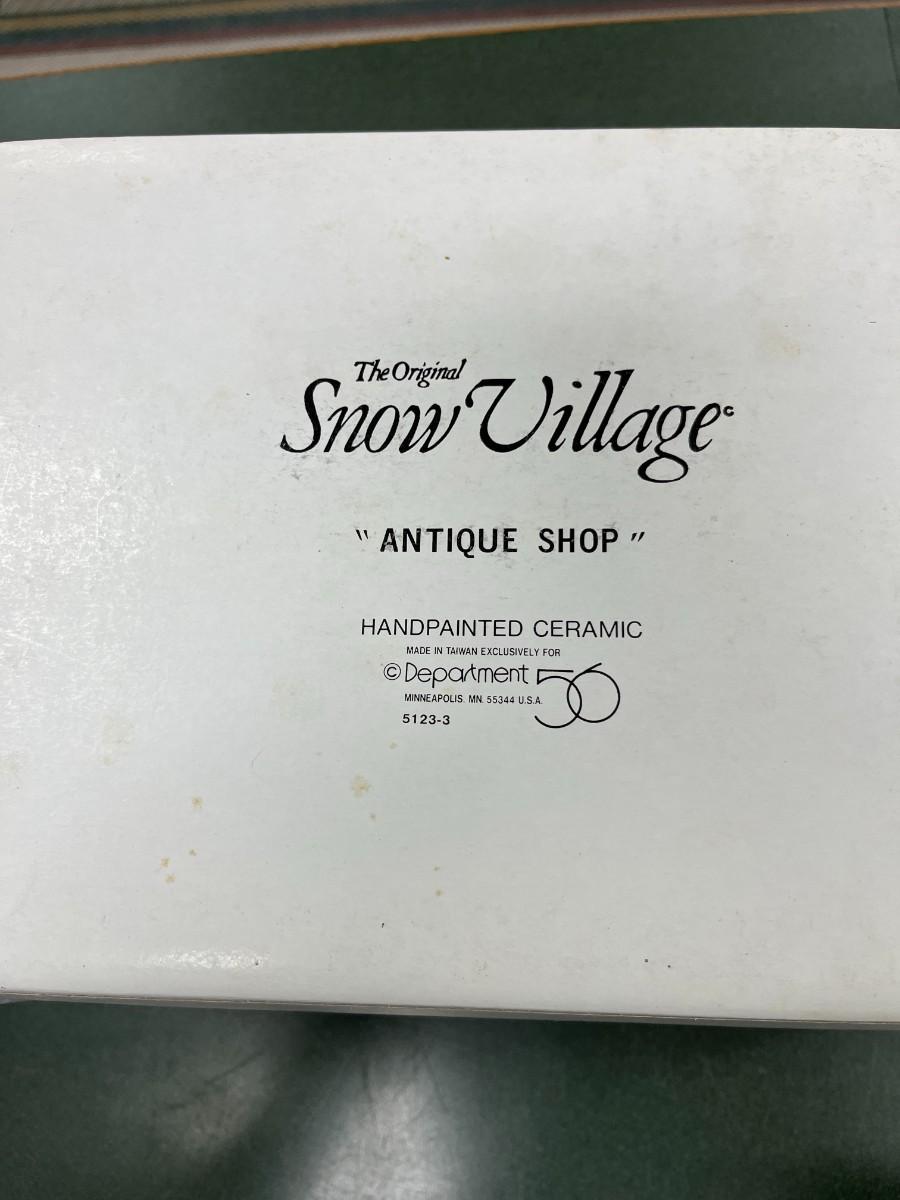 The Original
Snow Village©
" ANTIQUE SHOP "
HANDPAINTED CERAMIC
MADE IN TAIWAN EXCLUSIVELY FOR
© Department 56
MINNEAPOLIS. MN. 55344 U.S.A.
5123-3